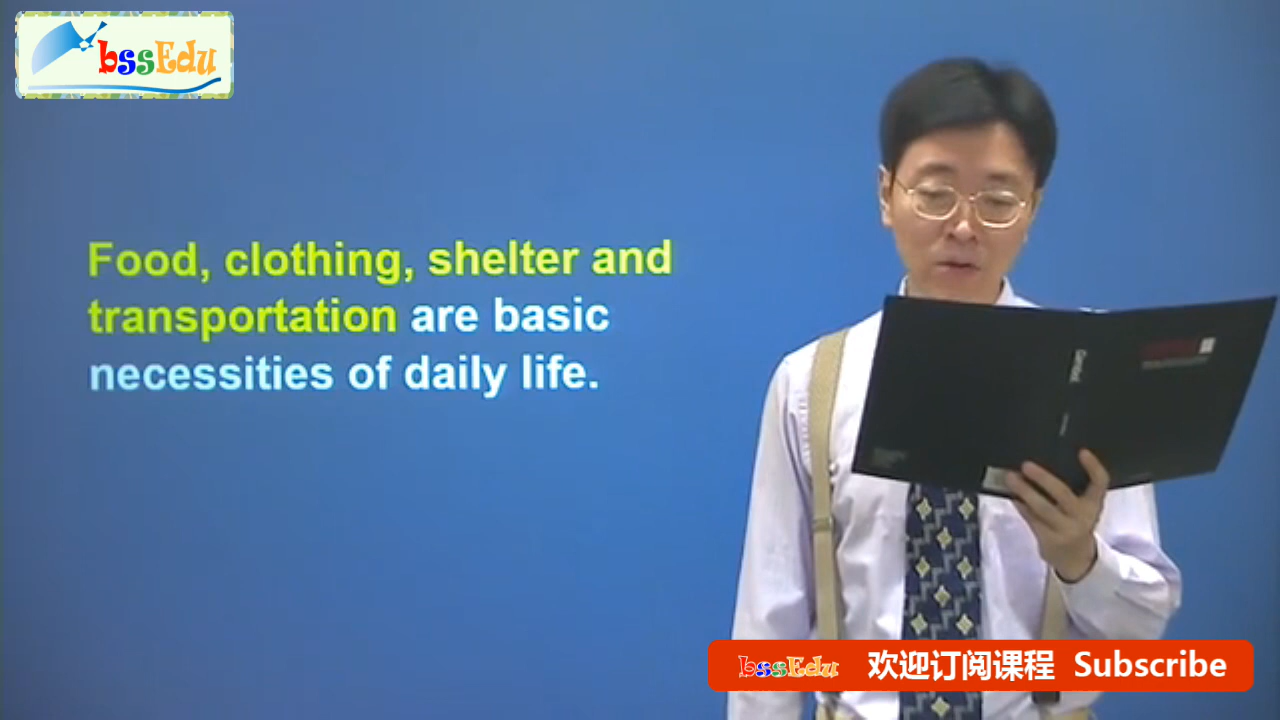 bssEdu
Food, clothing, shelter and
transportation are basic
necessities of daily life.
bssEdu 欢迎订阅课程 Subscribe